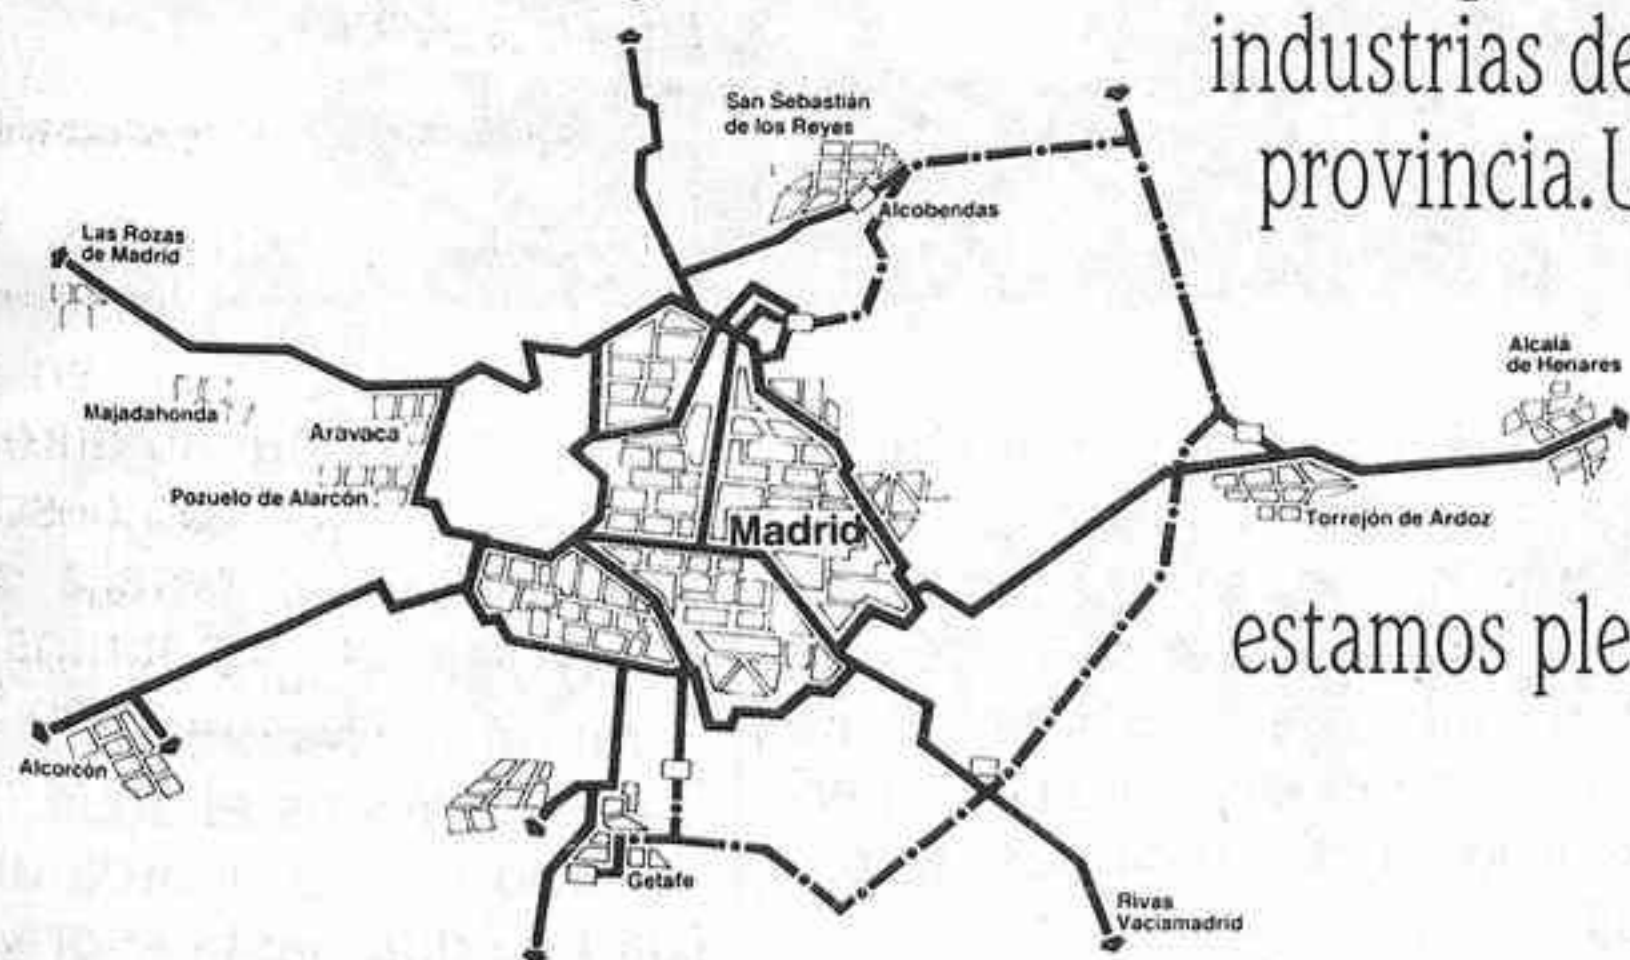 industrias de
provincia. U
San Sebastián
de los Reyes
Alcobendas
Las Rozas
de Madrid
Alcalá
de Henares
Majadahonda
Aravaca
Pozuelo de Alarcón
Madrid
Torrejón de Ardoz
estamos ple
Alcorcón
Getafe
Rivas
Vaciamadrid